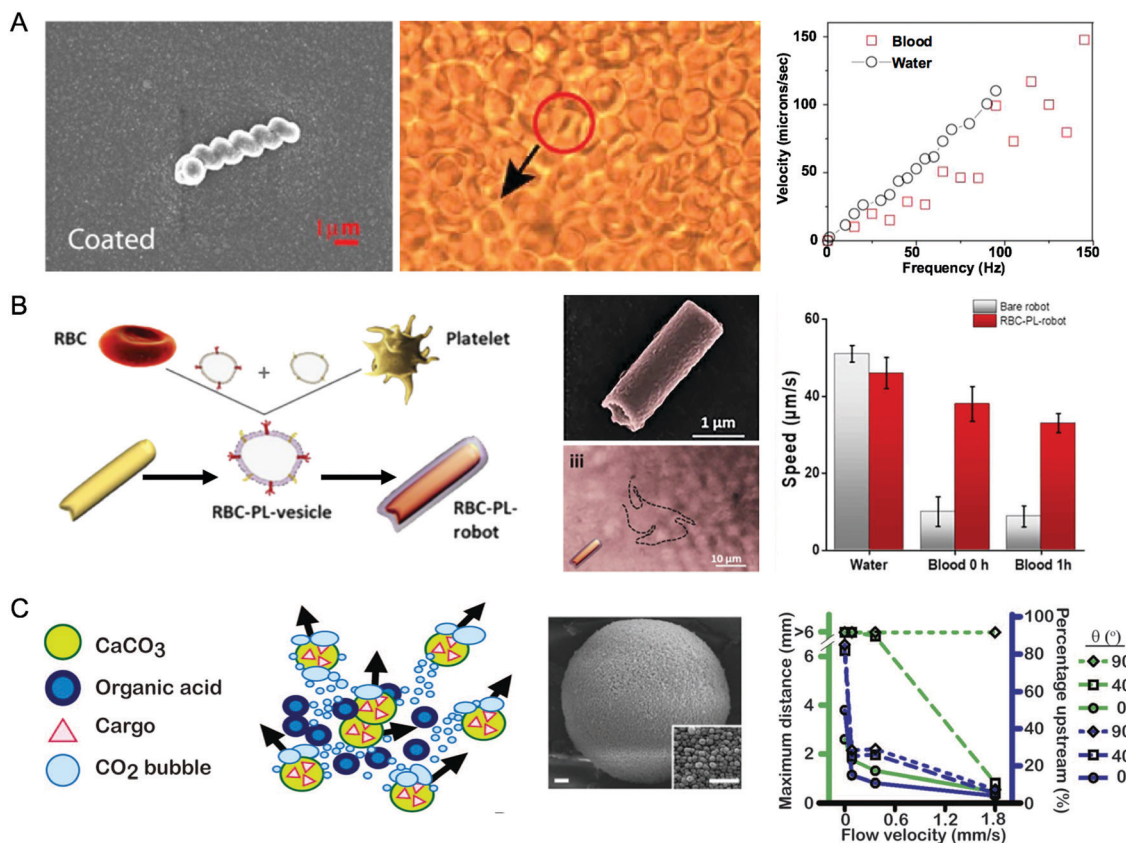 A
Coated
1μm
Velocity (microns/sec)
150
100
50
0
Blood
Water
0
50
100
150
Frequency (Hz)
B
RBC
+
Platelet
RBC-PL-vesicle
RBC-PL-
robot
1 μm
iii
10 μm
Speed (μm/s)
60
40
20
0
Bare robot
RBC-PL-robot
Water
Blood 0 h
Blood 1h
C
CaCO3
Organic acid
Cargo
CO2 bubble
Maximum distance (mm)
>6
6
4
2
0
0
0.6
1.2
1.8
Flow velocity (mm/s)
100
80
60
40
20
0
Percentage upstream (%)
θ (°)
90
40
0
90
40
0